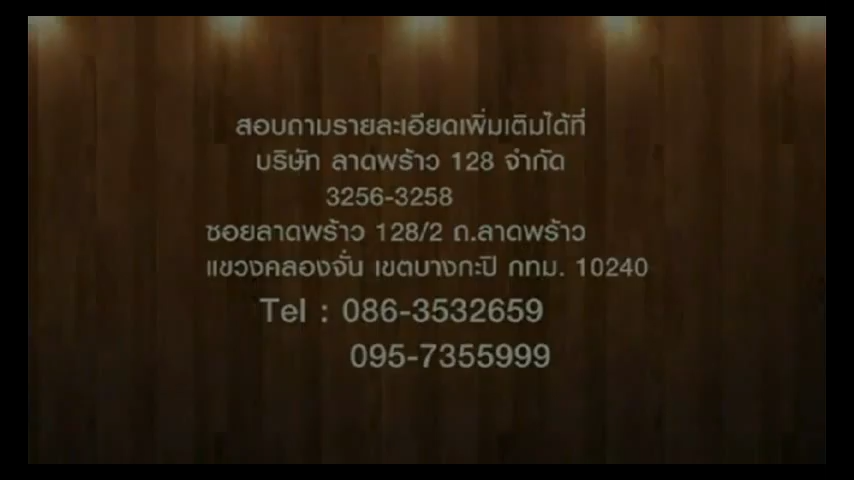 สอบถามรายละเอียดเพิ่มเติมได้ที่
บริษัท ลาดพร้าว 128 จำกัด
3256-3258
ซอยลาดพร้าว 128/2 ถ.ลาดพร้าว
แขวงคลองจั่น เขตบางกะปิ กทม. 10240
Tel : 086-3532659
095-7355999